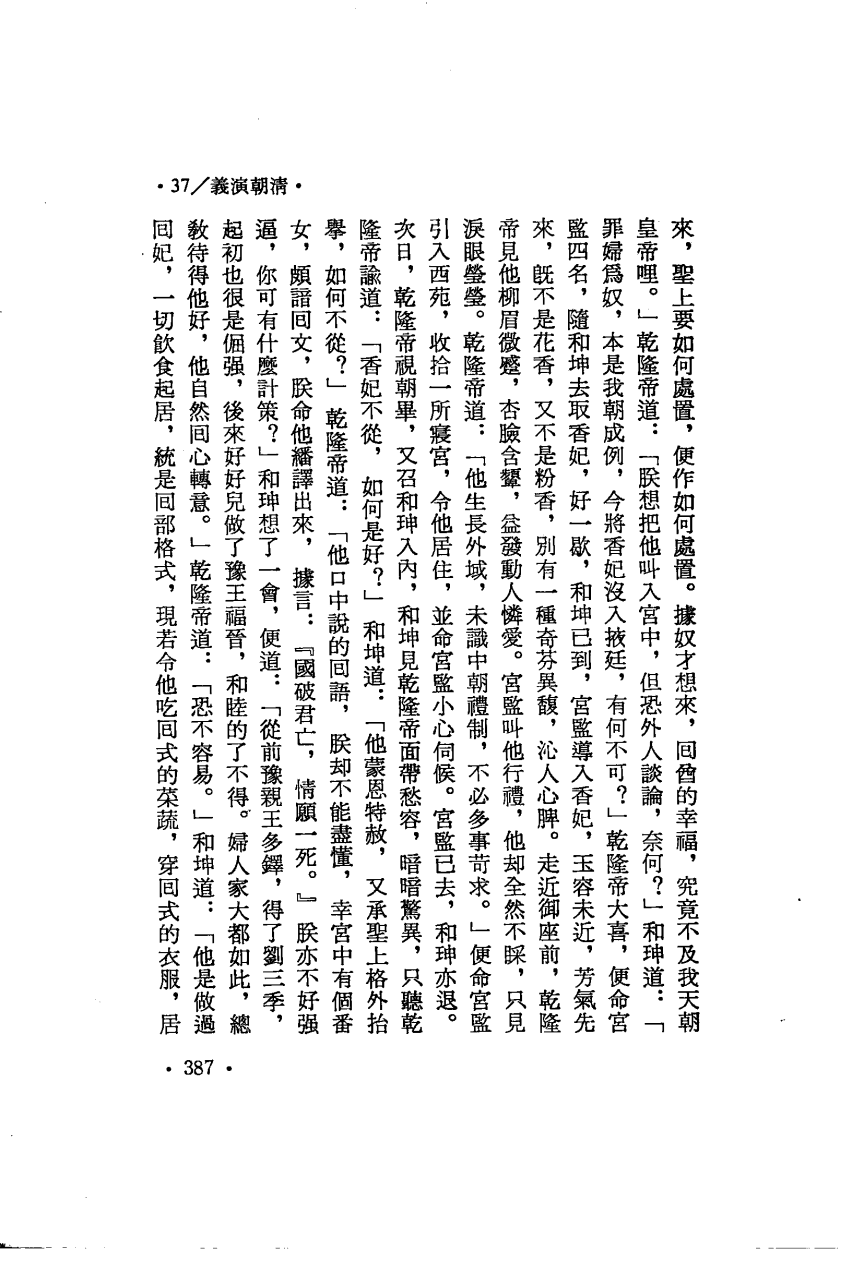 •37／義演朝清•
來，聖上要如何處置，便作如何處置。據奴才想來，回酋的幸福，究竟不及我天朝
皇帝哩。」乾隆帝道：「朕想把他叫入宮中，但恐外人談論，奈何？」和珅道：「
罪婦爲奴，本是我朝成例，今將香妃沒入掖廷，有何不可？」乾隆帝大喜，便命宮
監四名，隨和坤去取香妃，好一歇，和坤已到，宮監導入香妃，玉容未近，芳氣先
來，既不是花香，又不是粉香，別有一種奇芬異馥，沁人心脾。走近御座前，乾隆
帝見他柳眉微蹙，杏臉含顰，益發動人憐愛。宮監叫他行禮，他却全然不睬，只見
淚眼瑩瑩。乾隆帝道：「他生長外域，未識中朝禮制，不必多事苛求。」便命宮監
引入西苑，收拾一所寢宮，令他居住，並命宮監小心伺候。宮監已去，和珅亦退。
次日，乾隆帝視朝畢，又召和珅入內，和坤見乾隆帝面帶愁容，暗暗驚異，只聽乾
隆帝諭道：「香妃不從，如何是好？」和坤道：「他蒙恩特赦，又承聖上格外抬
擧，如何不從？」乾隆帝道：「他口中說的回語，朕却不能盡懂，幸宮中有個番
女，頗諳回文，朕命他繙譯出來，據言：『國破君亡，情願一死。』朕亦不好强
逼，你可有什麼計策？」和珅想了一會，便道：「從前豫親王多鐸，得了劉三季，
起初也很是倔强，後來好好兒做了豫王福晉，和睦的了不得。婦人家大都如此，總
敎待得他好，他自然回心轉意。」乾隆帝道：「恐不容易。」和坤道：「他是做過
回妃，一切飲食起居，統是回部格式，現若令他吃回式的菜蔬，穿回式的衣服，居
•387•